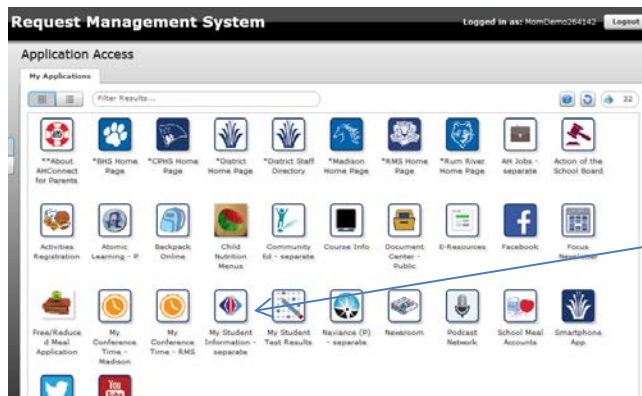 Request Management System
Logged in as: MomDemo264142
Logout
Application Access
My Applications
Filter Results...
32
**About AHConnect for Parents
*BHS Home Page
*CPHS Home Page
*District Home Page
*District Staff Directory
*Madison Home Page
*RMS Home Page
*Rum River Home Page
AH Jobs - separate
Action of the School Board
Activities Registration
Atomic Learning - P
Backpack Online
Child Nutrition Menus
Community Ed - separate
Course Info
Document Center - Public
E-Resources
Facebook
Focus Newsletter
Free/Reduced Meal Application
My Conference Time - Madison
My Conference Time - RMS
My Student Information - separate
My Student Test Results
Naviance (P) - separate
Newsroom
Podcast Network
School Meal Accounts
Smartphone App
You
Tube